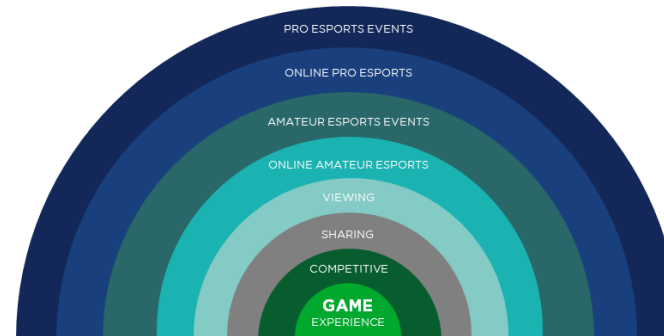 PRO ESPORTS EVENTS
ONLINE PRO ESPORTS
AMATEUR ESPORTS EVENTS
ONLINE AMATEUR ESPORTS
VIEWING
SHARING
COMPETITIVE
GAME
EXPERIENCE